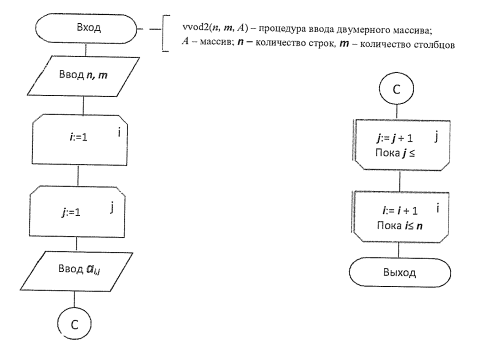 Вход
vvod2(n, m, A) – процедура ввода двумерного массива;
A – массив; n – количество строк, m – количество столбцов
Ввод n, m
i:=1 i
j:=1 j
Ввод aij
C
C
j:= j + 1 j
Пока j ≤
i:= i + 1 i
Пока i≤ n
Выход